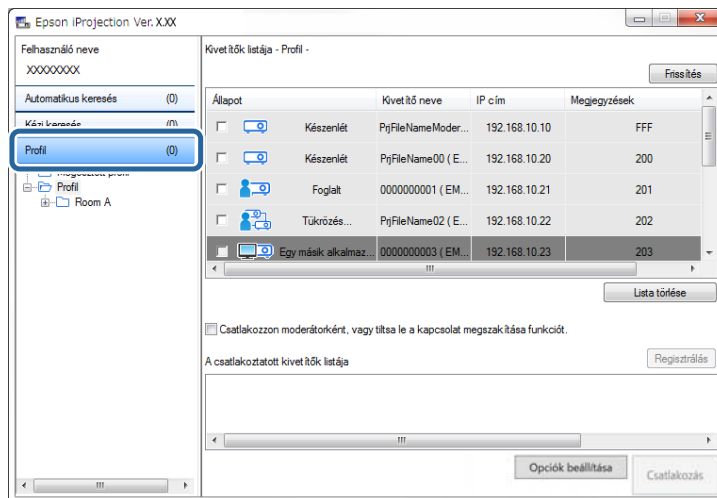 Epson iProjection Ver. X.XX
Felhasználó neve
XXXXXXXX
Automatikus keresés (0)
Kézi keresés (0)
Profil (0)
Megosztott profil
Profil
Room A
Kivetítők listája - Profil -
Frissítés
Állapot Kivetítő neve IP cím Megjegyzések
Készenlét PrjFileNameModer... 192.168.10.10 FFF
Készenlét PrjFileName00 ( E... 192.168.10.20 200
Foglalt 0000000001 ( EM... 192.168.10.21 201
Tükrözés... PrjFileName02 ( E... 192.168.10.22 202
Egy másik alkalmaz... 0000000003 ( EM... 192.168.10.23 203
Lista törlése
Csatlakozzon moderátorként, vagy tiltsa le a kapcsolat megszakítása funkciót.
A csatlakoztatott kivetítők listája
Regisztrálás
Opciók beállítása
Csatlakozás